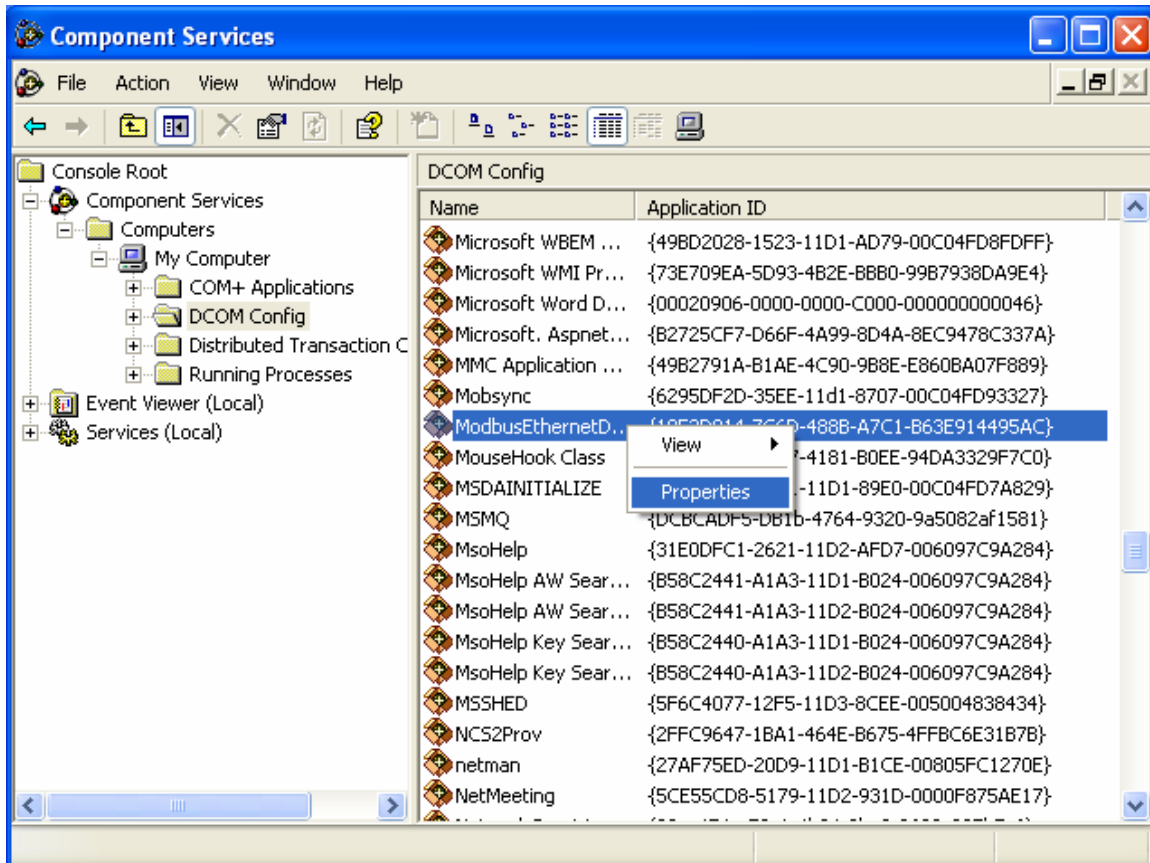 Component Services
File Action View Window Help
Console Root
Component Services
Computers
My Computer
COM+ Applications
DCOM Config
Distributed Transaction C
Running Processes
Event Viewer (Local)
Services (Local)
DCOM Config
Name Application ID
Microsoft WBEM ... {49BD2028-1523-11D1-AD79-00C04FD8FDFF}
Microsoft WMI Pr... {73E709EA-5D93-4B2E-BBB0-99B7938DA9E4}
Microsoft Word D... {00020906-0000-0000-C000-000000000046}
Microsoft. Aspnet... {B2725CF7-D66F-4A99-8D4A-8EC9478C337A}
MMC Application ... {49B2791A-B1AE-4C90-9B8E-E860BA07F889}
Mobsync {6295DF2D-35EE-11d1-8707-00C04FD93327}
ModbusEthernetD... -488B-A7C1-B63E914495AC}
View
MouseHook Class -4181-B0EE-94DA3329F7C0}
Properties
MSDAINITIALIZE -11D1-89E0-00C04FD7A829}
MSMQ {DCBCADF5-DB1b-4764-9320-9a5082af1581}
MsoHelp {31E0DFC1-2621-11D2-AFD7-006097C9A284}
MsoHelp AW Sear... {B58C2441-A1A3-11D1-B024-006097C9A284}
MsoHelp AW Sear... {B58C2441-A1A3-11D2-B024-006097C9A284}
MsoHelp Key Sear... {B58C2440-A1A3-11D1-B024-006097C9A284}
MsoHelp Key Sear... {B58C2440-A1A3-11D2-B024-006097C9A284}
MSSHED {5F6C4077-12F5-11D3-8CEE-005004838434}
NCS2Prov {2FFC9647-1BA1-464E-B675-4FFBC6E31B7B}
netman {27AF75ED-20D9-11D1-B1CE-00805FC1270E}
NetMeeting {5CE55CD8-5179-11D2-931D-0000F875AE17}